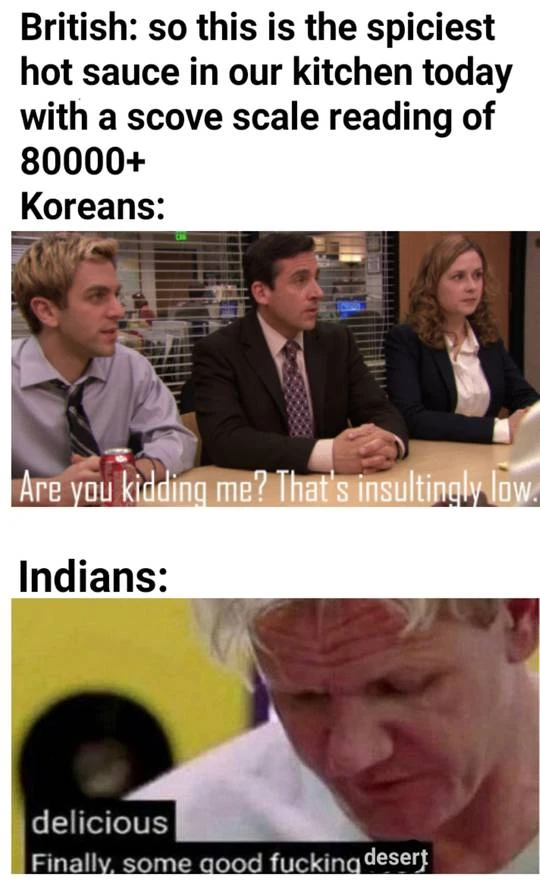 British: so this is the spiciest
hot sauce in our kitchen today
with a scove scale reading of
80000+
Koreans:
Are you kidding me? That's insultingly low.
Indians:
delicious
Finally, some good fucking desert